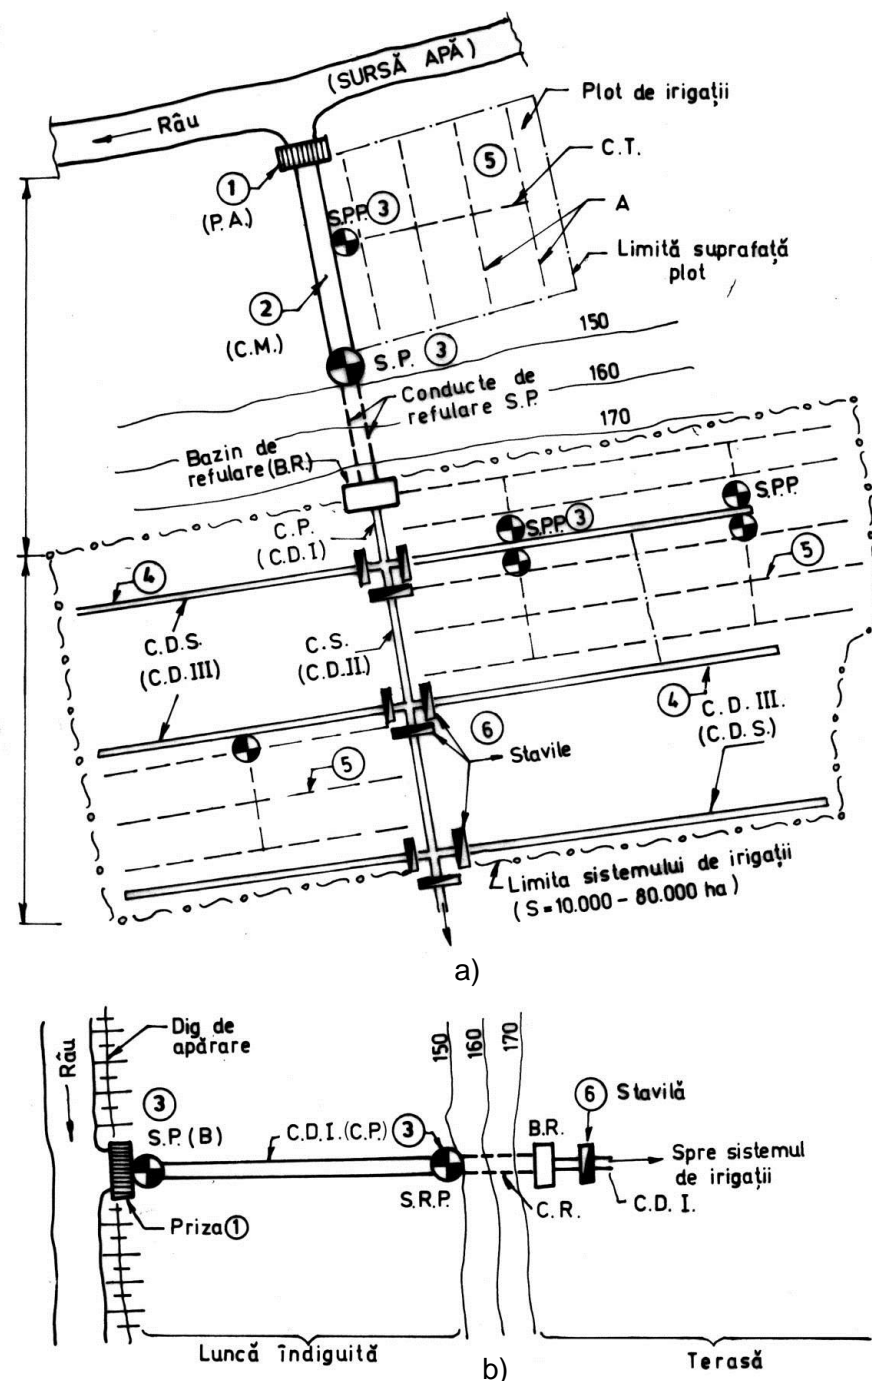 (SURSĂ APĂ)
Râu
Plot de irigații
C.T.
5
1
(P.A.)
S.P.P. 3
A
Limită suprafață
plot
2
(C.M.)
S.P. 3
150
160
170
Conducte de
refulare S.P.
Bazin de
refulare (B.R.)
C.P.
(C.D.I)
S.P.P. 3
S.P.P.
4
5
C.D.S.
(C.D.III)
C.S.
(C.D.II.)
4
C.D.III.
(C.D.S.)
6
Stavile
5
Limita sistemului de irigații
(S=10.000 - 80.000 ha)
a)
Râu
Dig de
apărare
150
160
170
3
S.P.(B)
C.D.I.(C.P.) 3
6 Stavilă
B.R.
Spre sistemul
de irigații
S.R.P.
C.R.
C.D.I.
Priza 1
Luncă îndiguită
b)
Terasă